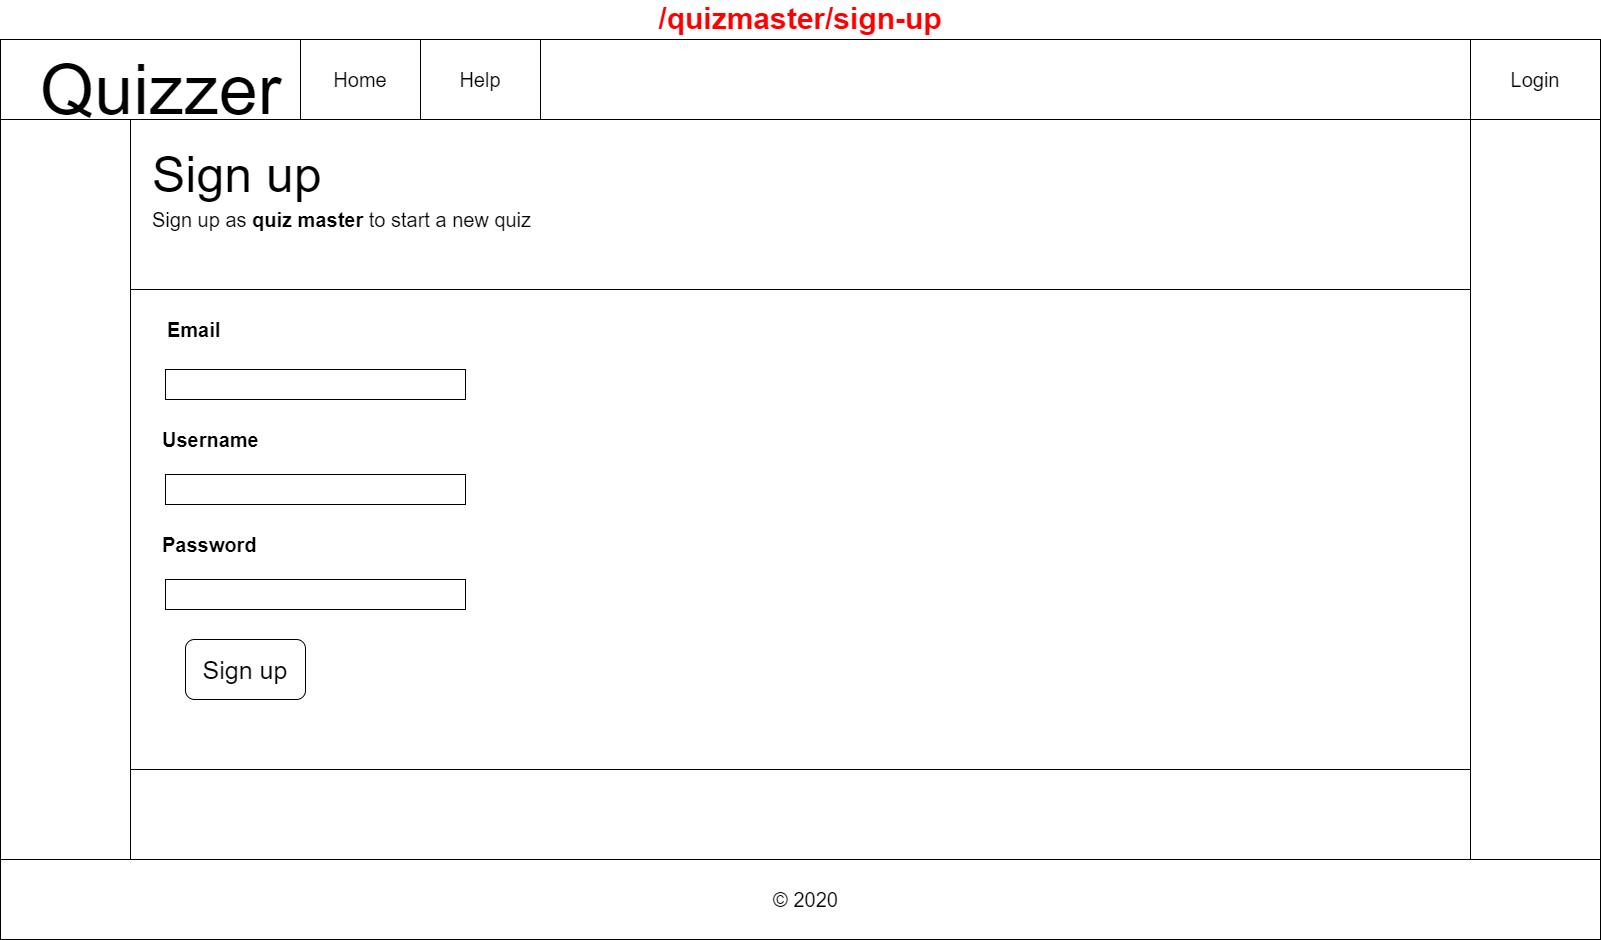 /quizmaster/sign-up
Quizzer
Home
Help
Login
Sign up
Sign up as quiz master to start a new quiz
Email
Username
Password
Sign up
© 2020